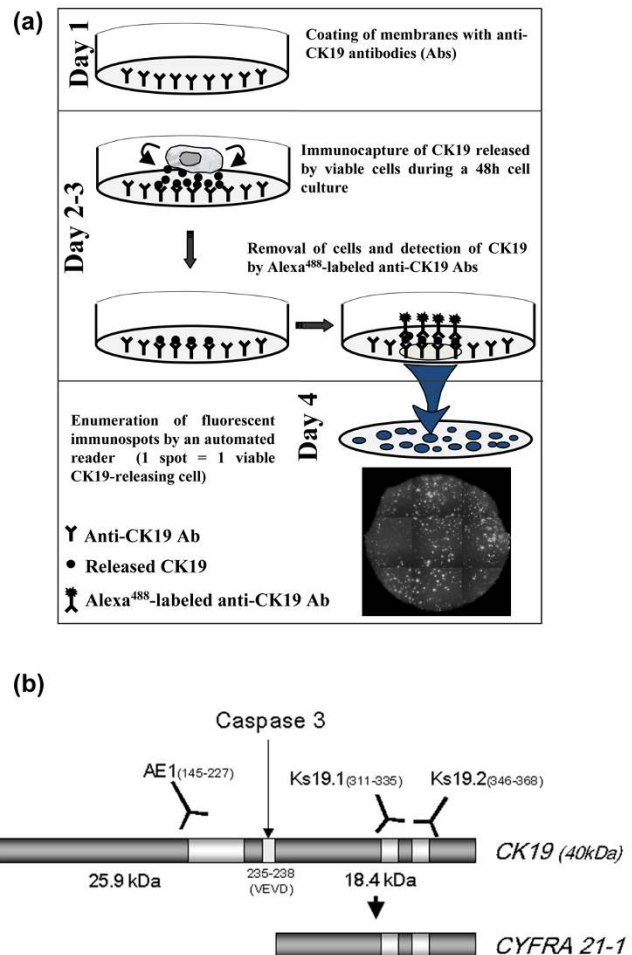 (a)
Day 1
Coating of membranes with anti-
CK19 antibodies (Abs)
Day 2-3
Immunocapture of CK19 released
by viable cells during a 48h cell
culture
Removal of cells and detection of CK19
by Alexa488-labeled anti-CK19 Abs
Day 4
Enumeration of fluorescent
immunospots by an automated
reader (1 spot = 1 viable
CK19-releasing cell)
Anti-CK19 Ab
Released CK19
Alexa488-labeled anti-CK19 Ab
(b)
Caspase 3
AE1(145-227)
Ks19.1(311-335)
Ks19.2(346-368)
CK19 (40kDa)
25.9 kDa
235-238
(VEVD)
18.4 kDa
CYFRA 21-1